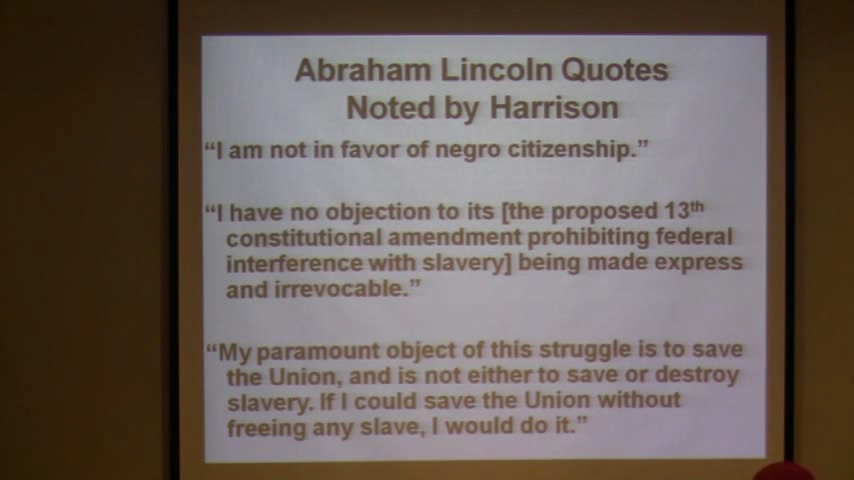 Abraham Lincoln Quotes
Noted by Harrison
“I am not in favor of negro citizenship.”
“I have no objection to its [the proposed 13th
constitutional amendment prohibiting federal
interference with slavery] being made express
and irrevocable.”
“My paramount object of this struggle is to save
the Union, and is not either to save or destroy
slavery. If I could save the Union without
freeing any slave, I would do it.”